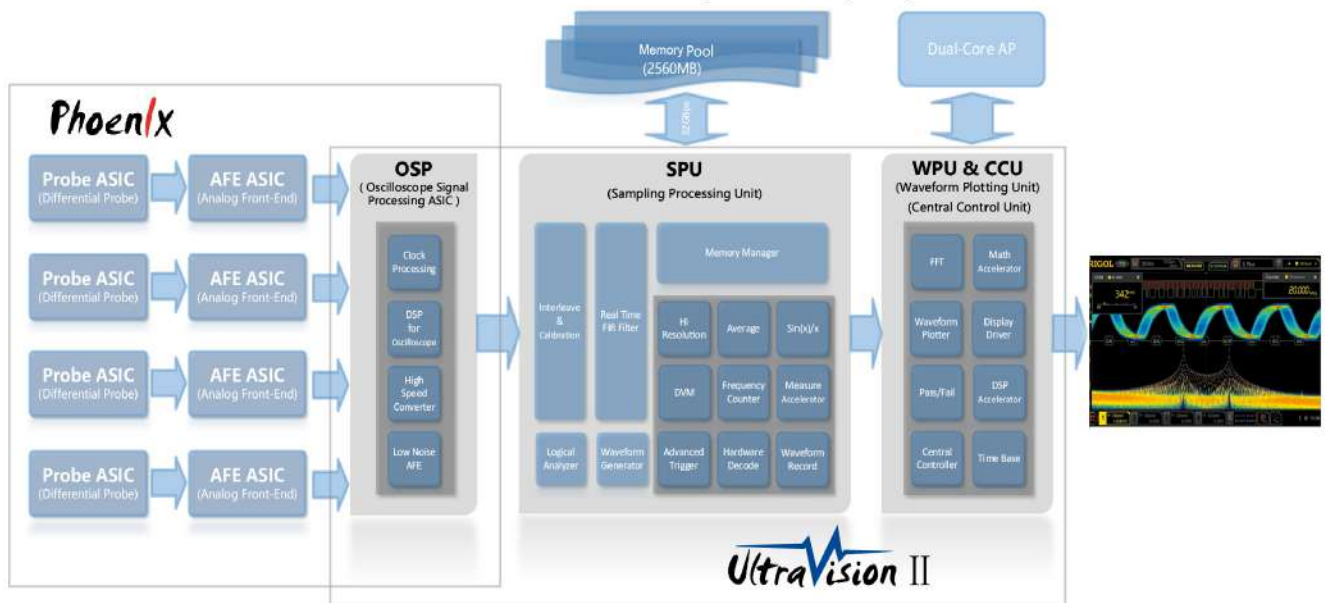 Memory Pool
(2560MB)
Dual-Core AP
PhoenIx
Probe ASIC
(Differential Probe)
AFE ASIC
(Analog Front-End)
Probe ASIC
(Differential Probe)
AFE ASIC
(Analog Front-End)
Probe ASIC
(Differential Probe)
AFE ASIC
(Analog Front-End)
Probe ASIC
(Differential Probe)
AFE ASIC
(Analog Front-End)
OSP
( Oscilloscope Signal
Processing ASIC )
Clock
Processing
DSP
for
Oscilloscope
High
Speed
Converter
Low Noise
AFE
SPU
(Sampling Processing Unit)
Interleave
&
Calibration
Real Time
FIR Filter
Memory Manager
Hi
Resolution
Average
Sin(x)/x
DVM
Frequency
Counter
Measure
Accelerator
Logical
Analyzer
Waveform
Generator
Advanced
Trigger
Hardware
Decode
Waveform
Record
WPU & CCU
(Waveform Plotting Unit)
(Central Control Unit)
FFT
Math
Accelerator
Waveform
Plotter
Display
Driver
Pass/Fail
DSP
Accelerator
Central
Controller
Time Base
RIGOL
342
20.000
UltraVision II